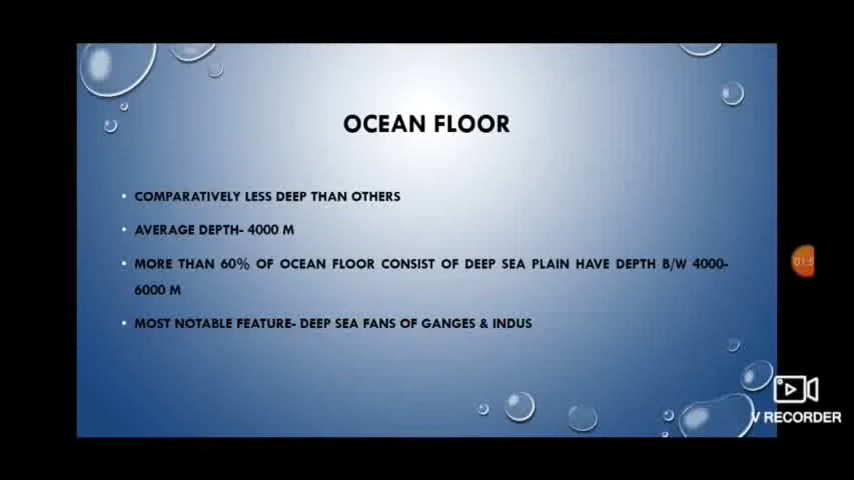 OCEAN FLOOR
• COMPARATIVELY LESS DEEP THAN OTHERS
• AVERAGE DEPTH- 4000 M
• MORE THAN 60% OF OCEAN FLOOR CONSIST OF DEEP SEA PLAIN HAVE DEPTH B/W 4000-
6000 M
• MOST NOTABLE FEATURE- DEEP SEA FANS OF GANGES & INDUS
V RECORDER